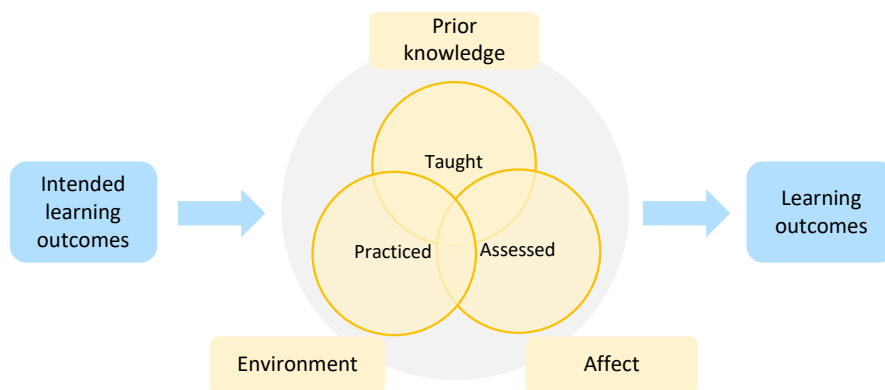 Prior
knowledge
Taught
Intended
learning
outcomes
Learning
outcomes
Practiced
Assessed
Environment
Affect